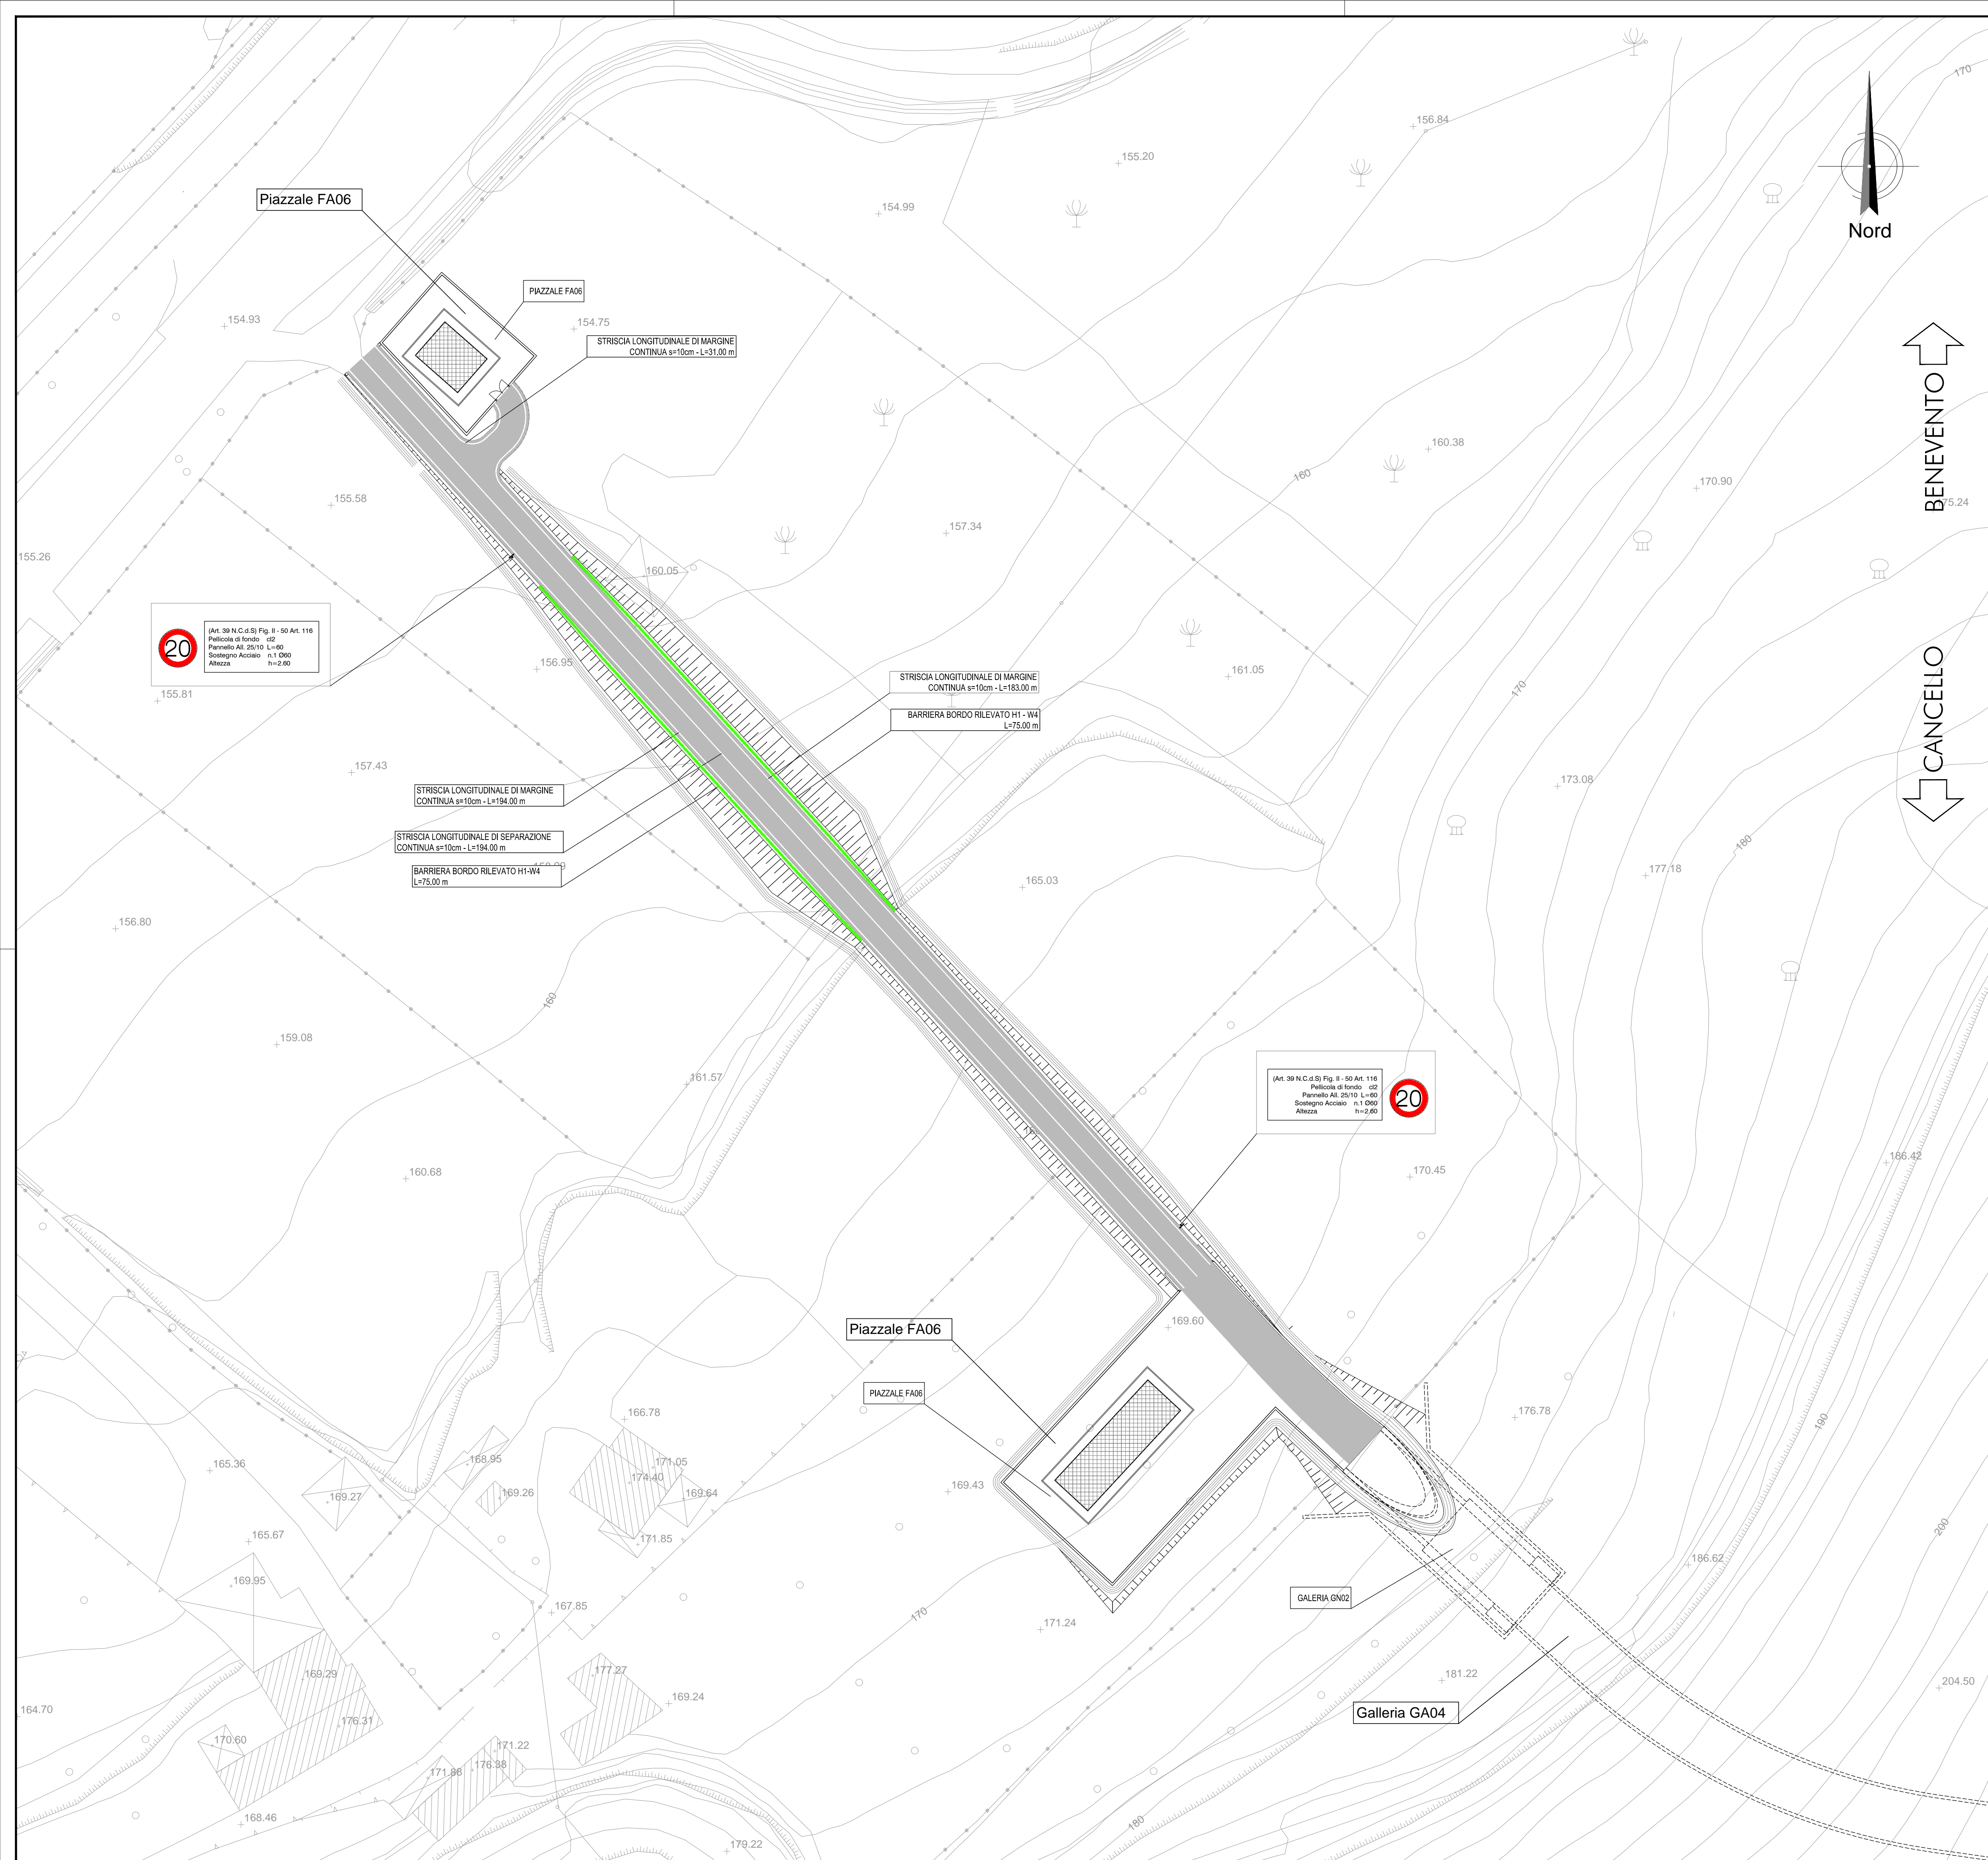 170
156.84
155.20
Piazzale FA06
154.99
Nord
PIAZZALE FA06
154.93
154.75
STRISCIA LONGITUDINALE DI MARGINE
CONTINUA s=10cm - L=31.00 m
BENEVENTO
160.38
160
170.90
175.24
155.58
157.34
155.26
160.05
20
(Art. 39 N.C.d.S) Fig. II - 50 Art. 116
Pellicola di fondo cl2
Pannello All. 25/10 L=60
Sostegno Acciaio n.1 Ø60
Altezza h=2.60
156.95
161.05
155.81
STRISCIA LONGITUDINALE DI MARGINE
CONTINUA s=10cm - L=183.00 m
170
CANCELLO
BARRIERA BORDO RILEVATO H1 - W4
L=75.00 m
157.43
173.08
STRISCIA LONGITUDINALE DI MARGINE
CONTINUA s=10cm - L=194.00 m
STRISCIA LONGITUDINALE DI SEPARAZIONE
CONTINUA s=10cm - L=194.00 m
180
BARRIERA BORDO RILEVATO H1-W4
L=75,00 m
165.03
177.18
156.80
160
159.08
161.57
(Art. 39 N.C.d.S) Fig. II - 50 Art. 116
Pellicola di fondo cl2
Pannello All. 25/10 L=60
Sostegno Acciaio n.1 Ø60
Altezza h=2.60
20
186.42
160.68
170.45
169.60
Piazzale FA06
PIAZZALE FA06
166.78
176.78
190
168.95
171.05
165.36
174.40
169.27
169.26
169.64
169.43
165.67
171.85
200
186.62
169.95
GALERIA GN02
167.85
170
171.24
169.29
177.27
181.22
204.50
169.24
164.70
176.31
Galleria GA04
170.60
171.22
176.38
171.88
168.46
180
179.22